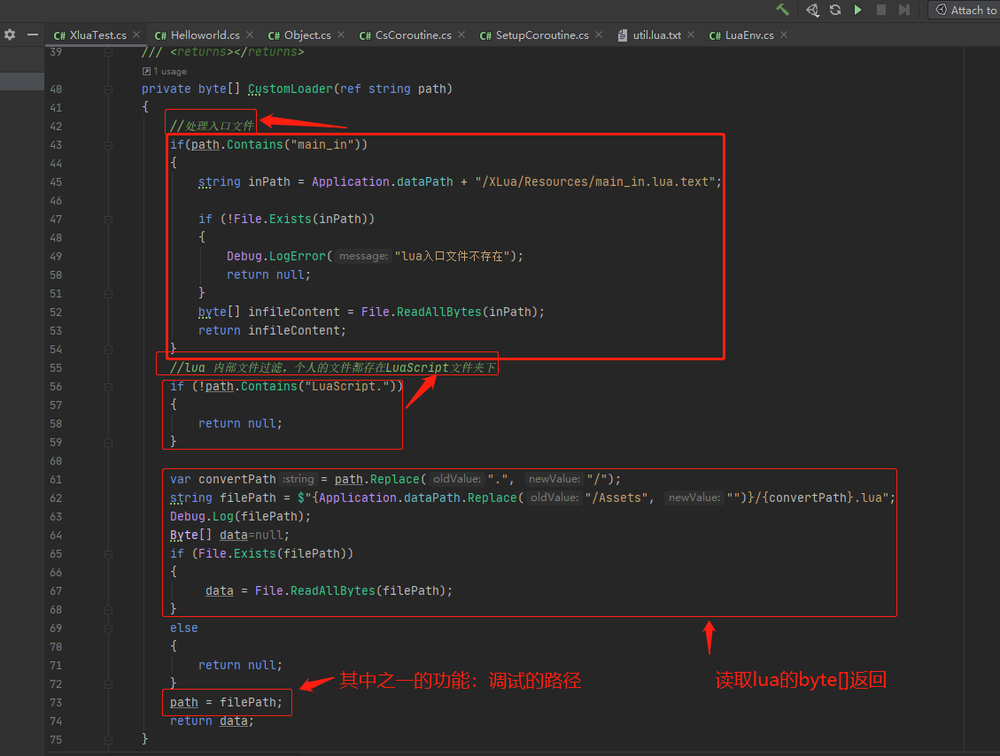 Attach to
C# XluaTest.cs × C# Helloworld.cs × C# Object.cs × C# CsCoroutine.cs × C# SetupCoroutine.cs × util.lua.txt × C# LuaEnv.cs ×
39 /// <returns></returns>
1 usage
40 private byte[] CustomLoader(ref string path)
41 {
42 //处理入口文件
43 if(path.Contains("main_in"))
44 {
45 string inPath = Application.dataPath + "/XLua/Resources/main_in.lua.text";
46
47 if (!File.Exists(inPath))
48 {
49 Debug.LogError( message: "lua入口文件不存在");
50 return null;
51 }
52 byte[] infileContent = File.ReadAllBytes(inPath);
53 return infileContent;
54 }
55 //lua 内部文件过滤，个人的文件都存在LuaScript文件夹下
56 if (!path.Contains("LuaScript."))
57 {
58 return null;
59 }
60
61 var convertPath :string = path.Replace( oldValue: ".", newValue: "/");
62 string filePath = $"{Application.dataPath.Replace( oldValue: "/Assets", newValue: "")}/{convertPath}.lua";
63 Debug.Log(filePath);
64 Byte[] data=null;
65 if (File.Exists(filePath))
66 {
67 data = File.ReadAllBytes(filePath);
68 }
69 else
70 {
71 return null;
72 }
其中之一的功能：调试的路径
读取lua的byte[]返回
73 path = filePath;
74 return data;
75 }